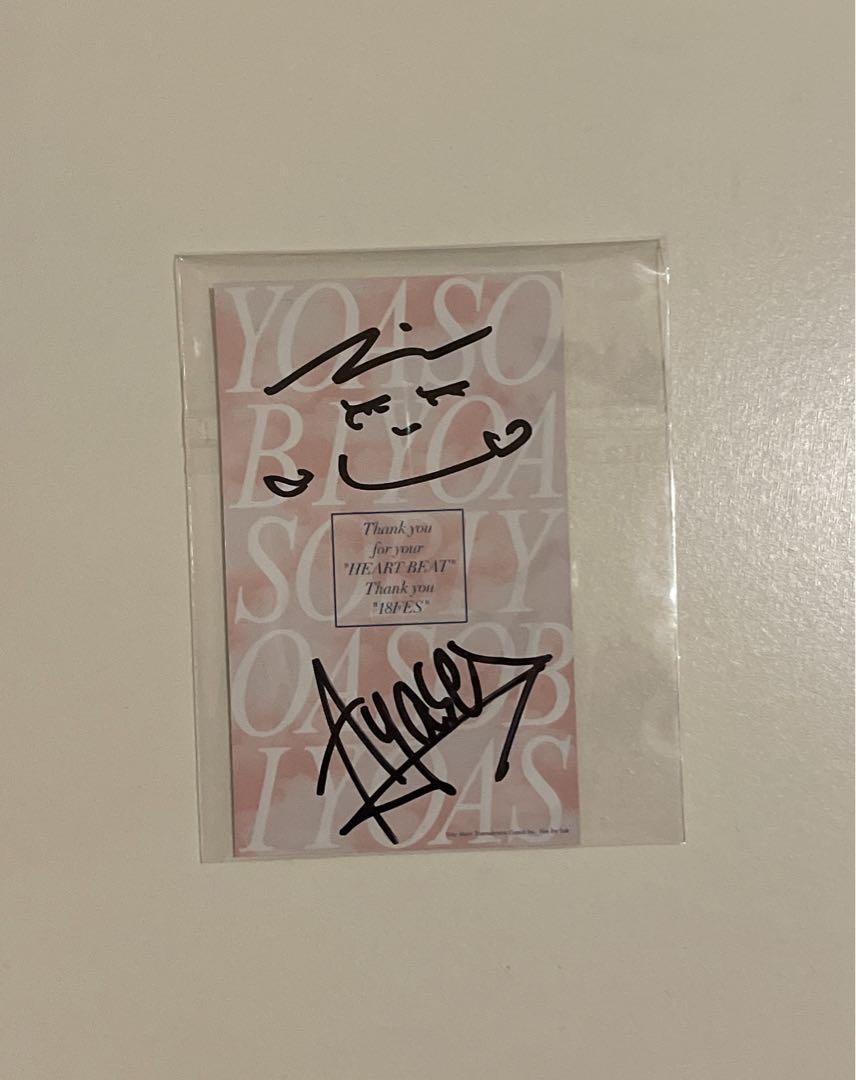 YOASO
BIYOA
SOBIY
OASOB
IYOAS
Thank you
for your
"HEART BEAT"
Thank you
"18FES"
Ayase